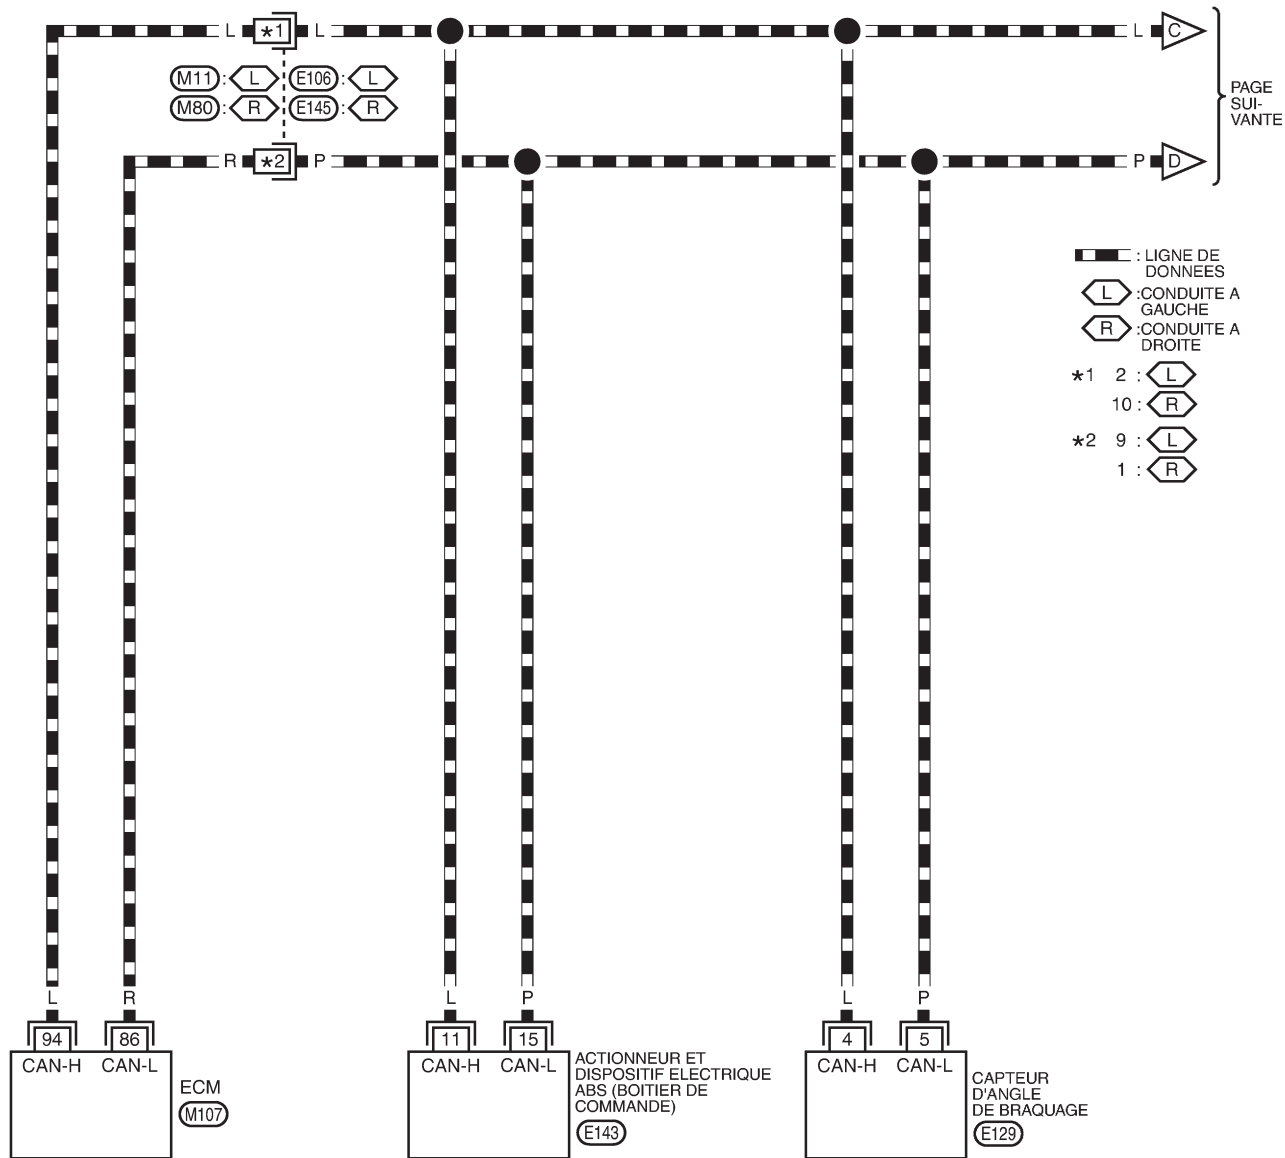 L *1 L L C
M11 : L E106 : L
M80 : R E145 : R
PAGE
SUI-
VANTE
R *2 P P D
: LIGNE DE
DONNEES
L :CONDUITE A
GAUCHE
R :CONDUITE A
DROITE
*1 2 : L
10 : R
*2 9 : L
1 : R
L R L P L P
94 86 11 15 4 5
CAN-H CAN-L CAN-H CAN-L CAN-H CAN-L
ECM
M107
ACTIONNEUR ET
DISPOSITIF ELECTRIQUE
ABS (BOITIER DE
COMMANDE)
E143
CAPTEUR
D'ANGLE
DE BRAQUAGE
E129